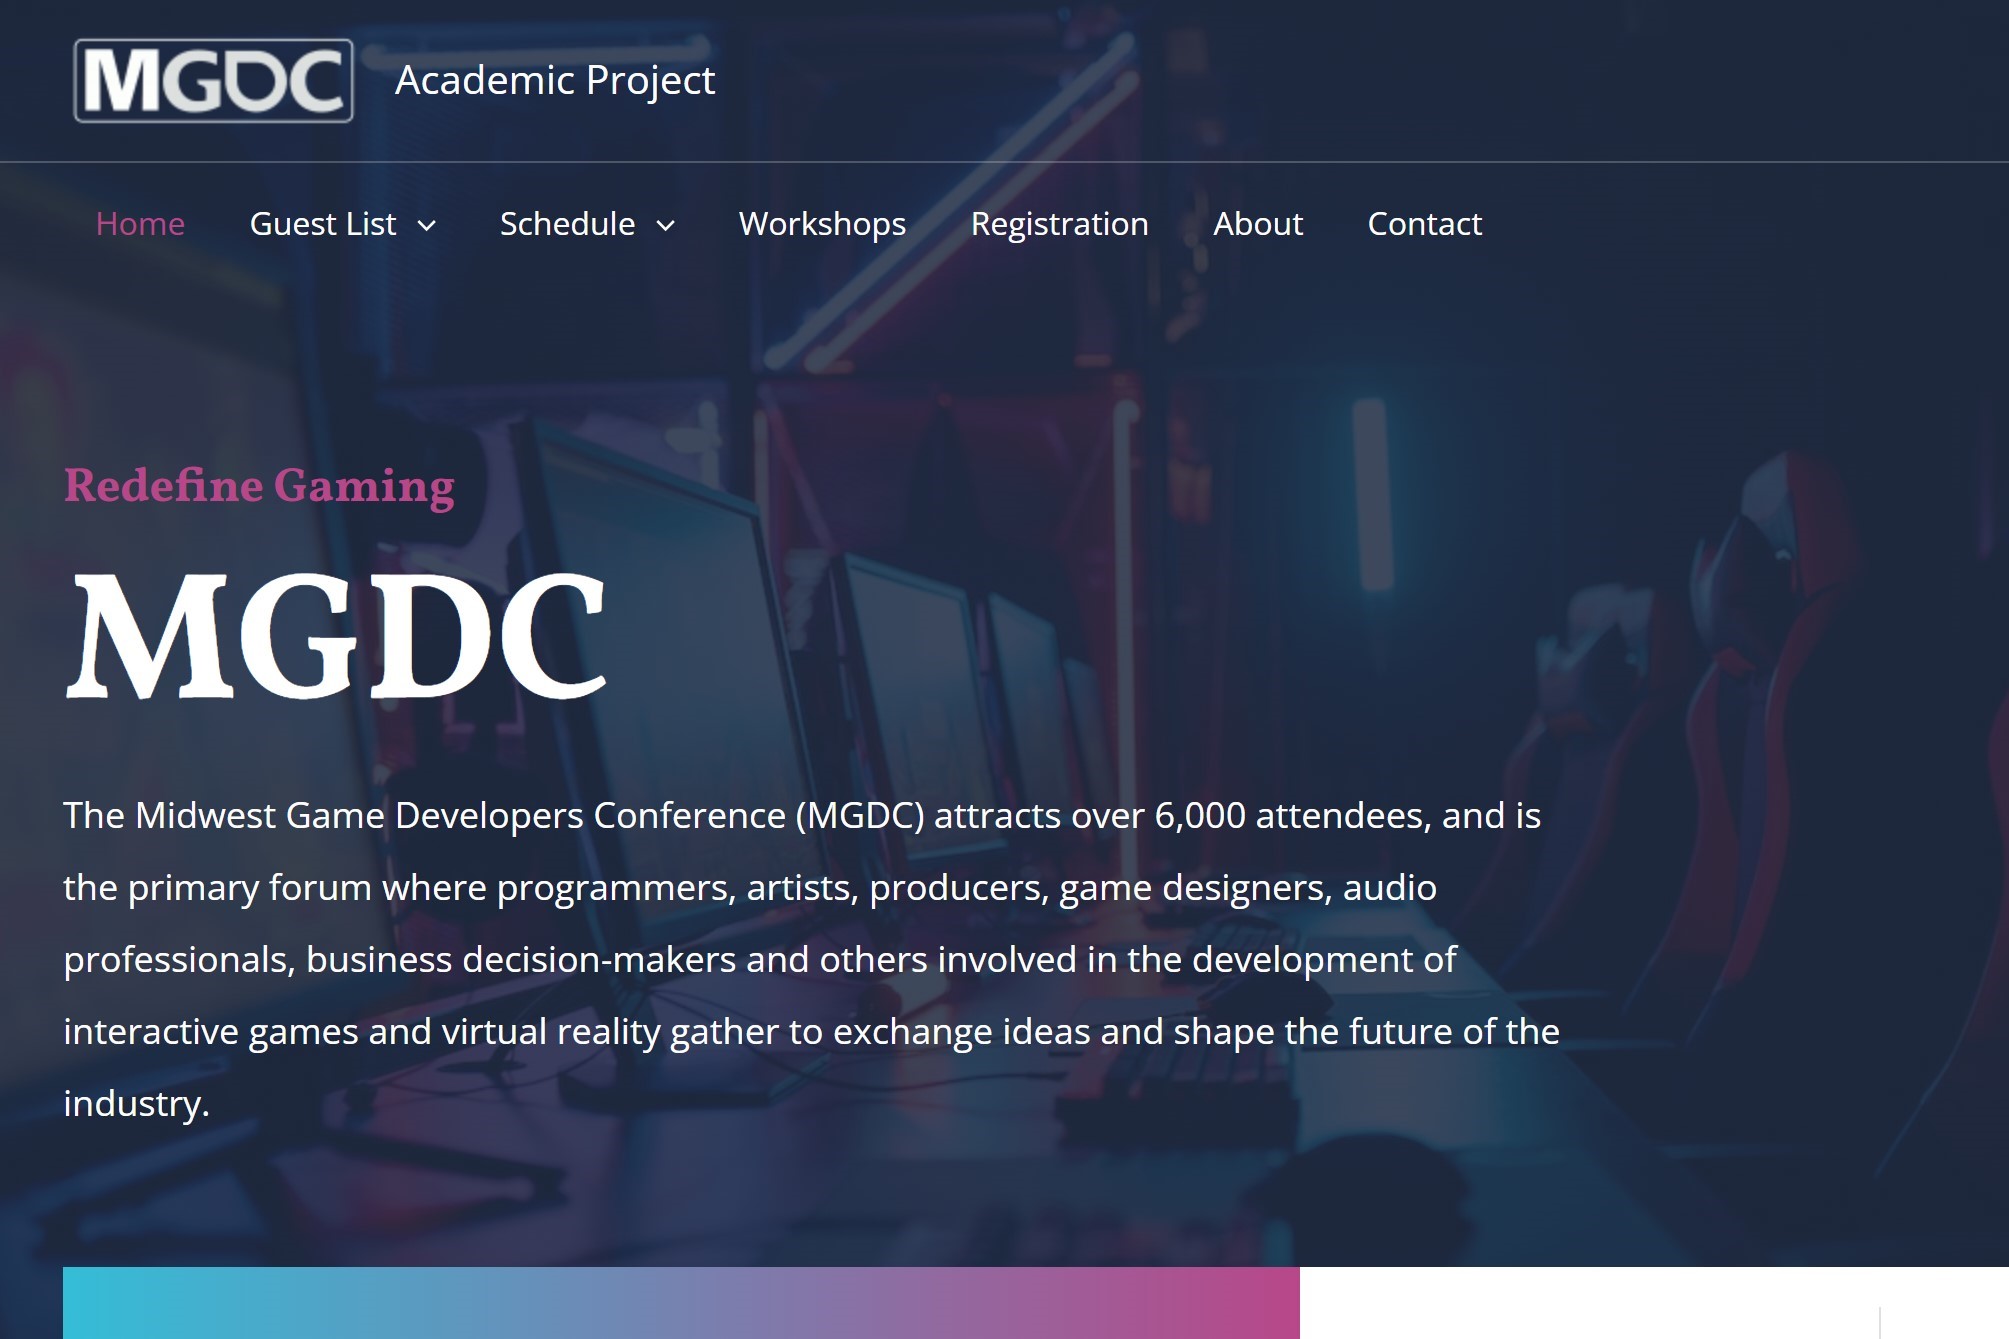 MGDC
Academic Project
Home Guest List Schedule Workshops Registration About Contact
Redefine Gaming
MGDC
The Midwest Game Developers Conference (MGDC) attracts over 6,000 attendees, and is
the primary forum where programmers, artists, producers, game designers, audio
professionals, business decision-makers and others involved in the development of
interactive games and virtual reality gather to exchange ideas and shape the future of the
industry.